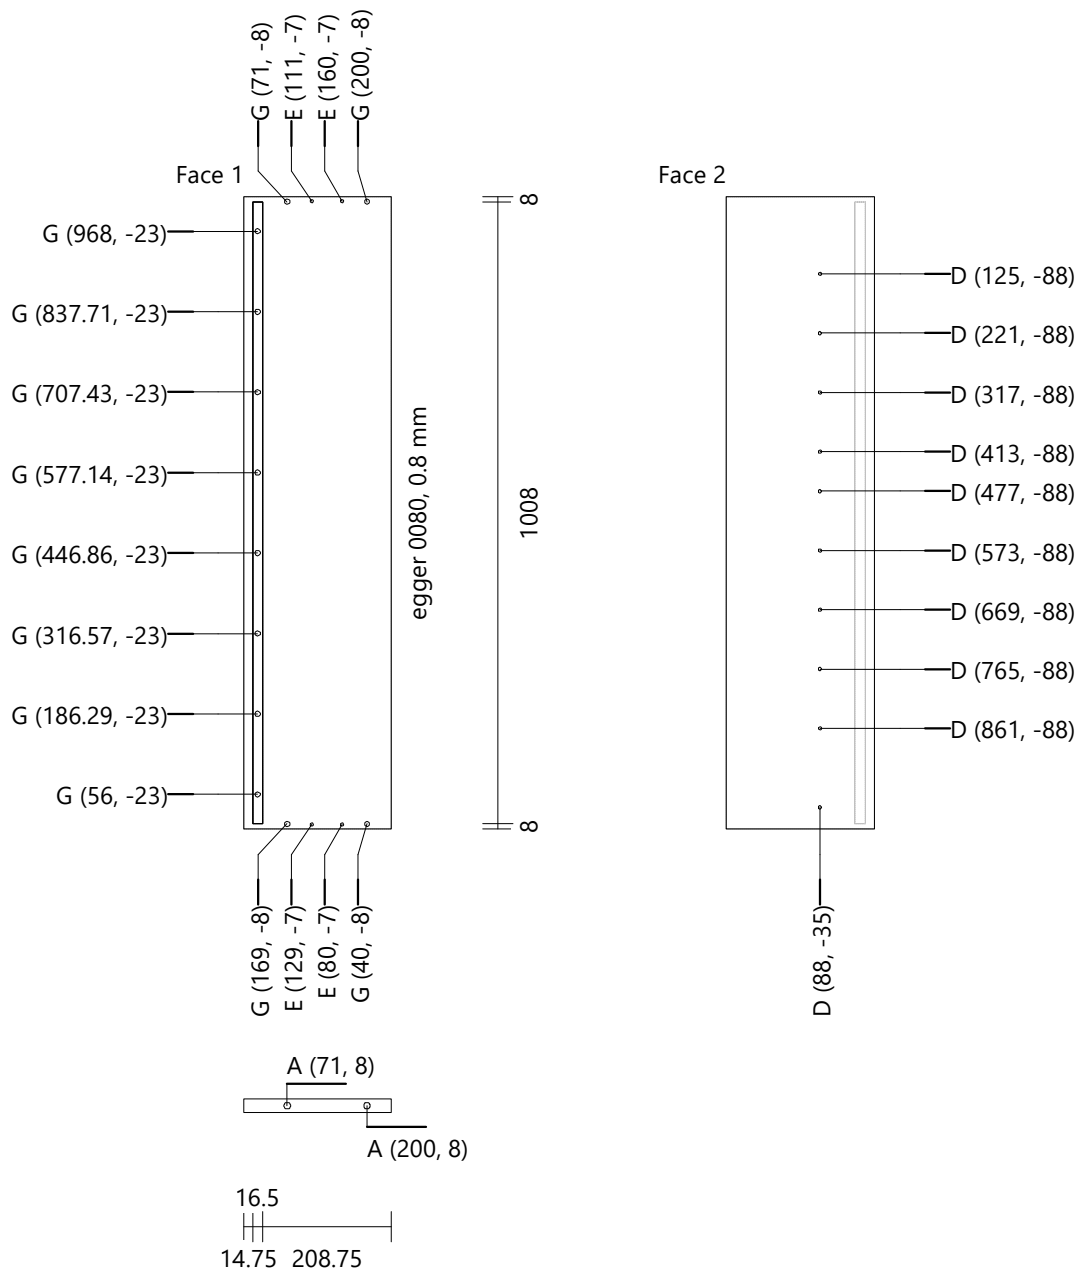 G (71, -8)
E (111, -7)
E (160, -7)
G (200, -8)
Face 1
G (968, -23)
G (837.71, -23)
G (707.43, -23)
G (577.14, -23)
G (446.86, -23)
G (316.57, -23)
G (186.29, -23)
G (56, -23)
egger 0080, 0.8 mm
8
1008
8
G (169, -8)
E (129, -7)
E (80, -7)
G (40, -8)
Face 2
D (125, -88)
D (221, -88)
D (317, -88)
D (413, -88)
D (477, -88)
D (573, -88)
D (669, -88)
D (765, -88)
D (861, -88)
D (88, -35)
A (71, 8)
A (200, 8)
16.5
14.75 208.75